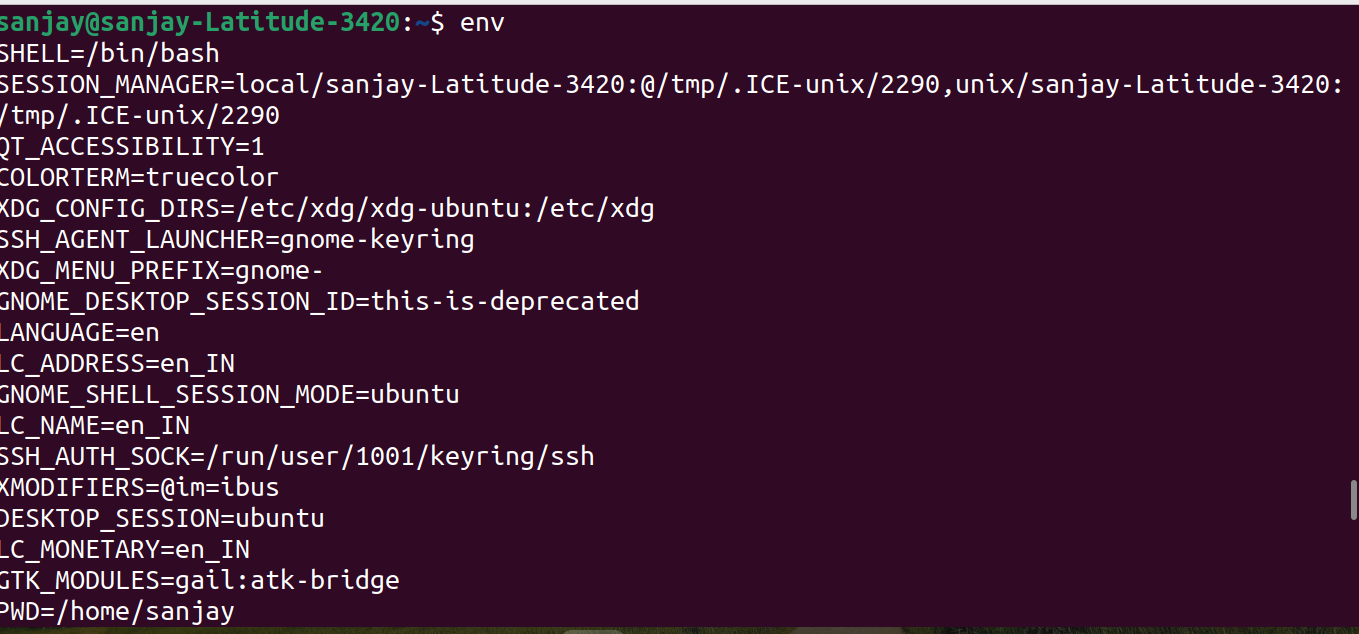 sanjay@sanjay-Latitude-3420:~$ env
SHELL=/bin/bash
SESSION_MANAGER=local/sanjay-Latitude-3420:@/tmp/.ICE-unix/2290,unix/sanjay-Latitude-3420:
/tmp/.ICE-unix/2290
QT_ACCESSIBILITY=1
COLORTERM=truecolor
XDG_CONFIG_DIRS=/etc/xdg/xdg-ubuntu:/etc/xdg
SSH_AGENT_LAUNCHER=gnome-keyring
XDG_MENU_PREFIX=gnome-
GNOME_DESKTOP_SESSION_ID=this-is-deprecated
LANGUAGE=en
LC_ADDRESS=en_IN
GNOME_SHELL_SESSION_MODE=ubuntu
LC_NAME=en_IN
SSH_AUTH_SOCK=/run/user/1001/keyring/ssh
XMODIFIERS=@im=ibus
DESKTOP_SESSION=ubuntu
LC_MONETARY=en_IN
GTK_MODULES=gail:atk-bridge
PWD=/home/sanjay